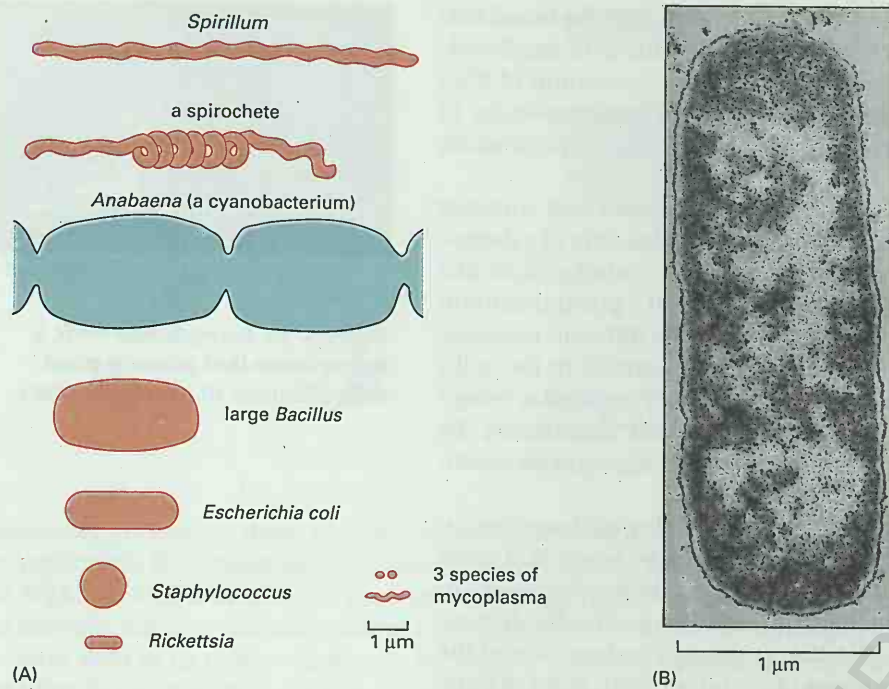 Spirillum
a spirochete
Anabaena (a cyanobacterium)
large Bacillus
Escherichia coli
Staphylococcus
3 species of
mycoplasma
1 µm
Rickettsia
(A)
1 µm
(B)